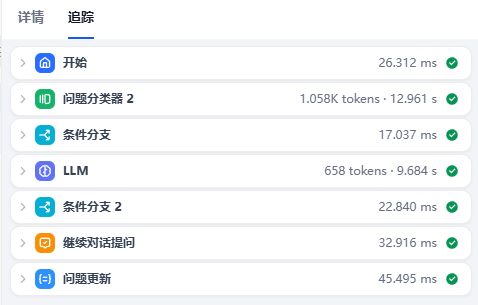 详情 追踪
开始 26.312 ms
问题分类器 2 1.058K tokens · 12.961 s
条件分支 17.037 ms
LLM 658 tokens · 9.684 s
条件分支 2 22.840 ms
继续对话提问 32.916 ms
问题更新 45.495 ms